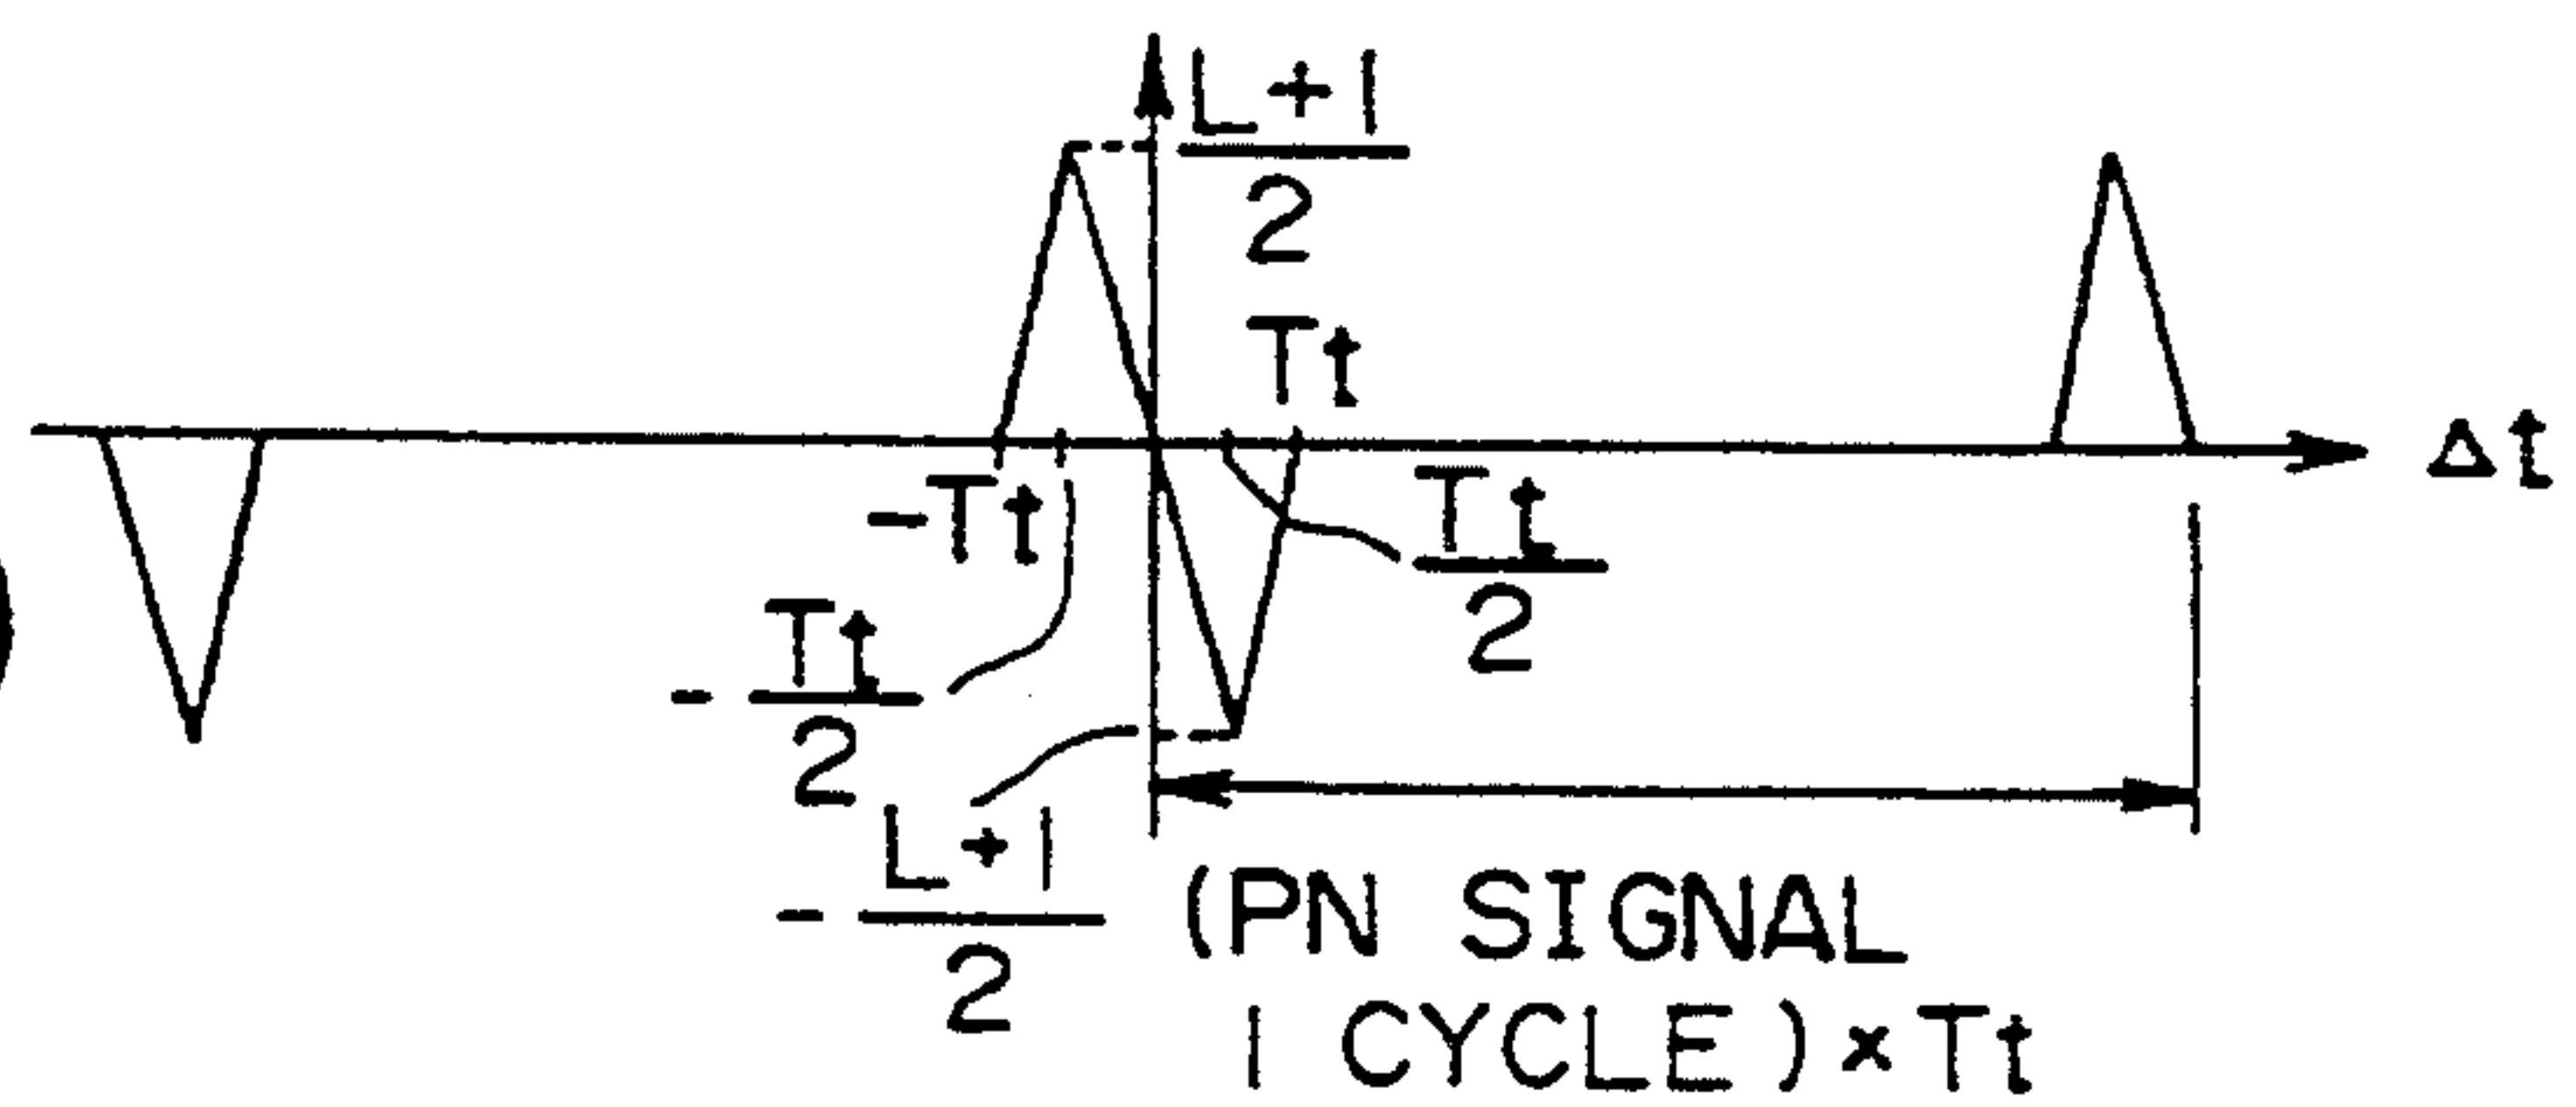 L+1
2
Tt
Δt
-Tt
Tt
2
- Tt
2
- L+1
2
(PN SIGNAL
1 CYCLE) × Tt